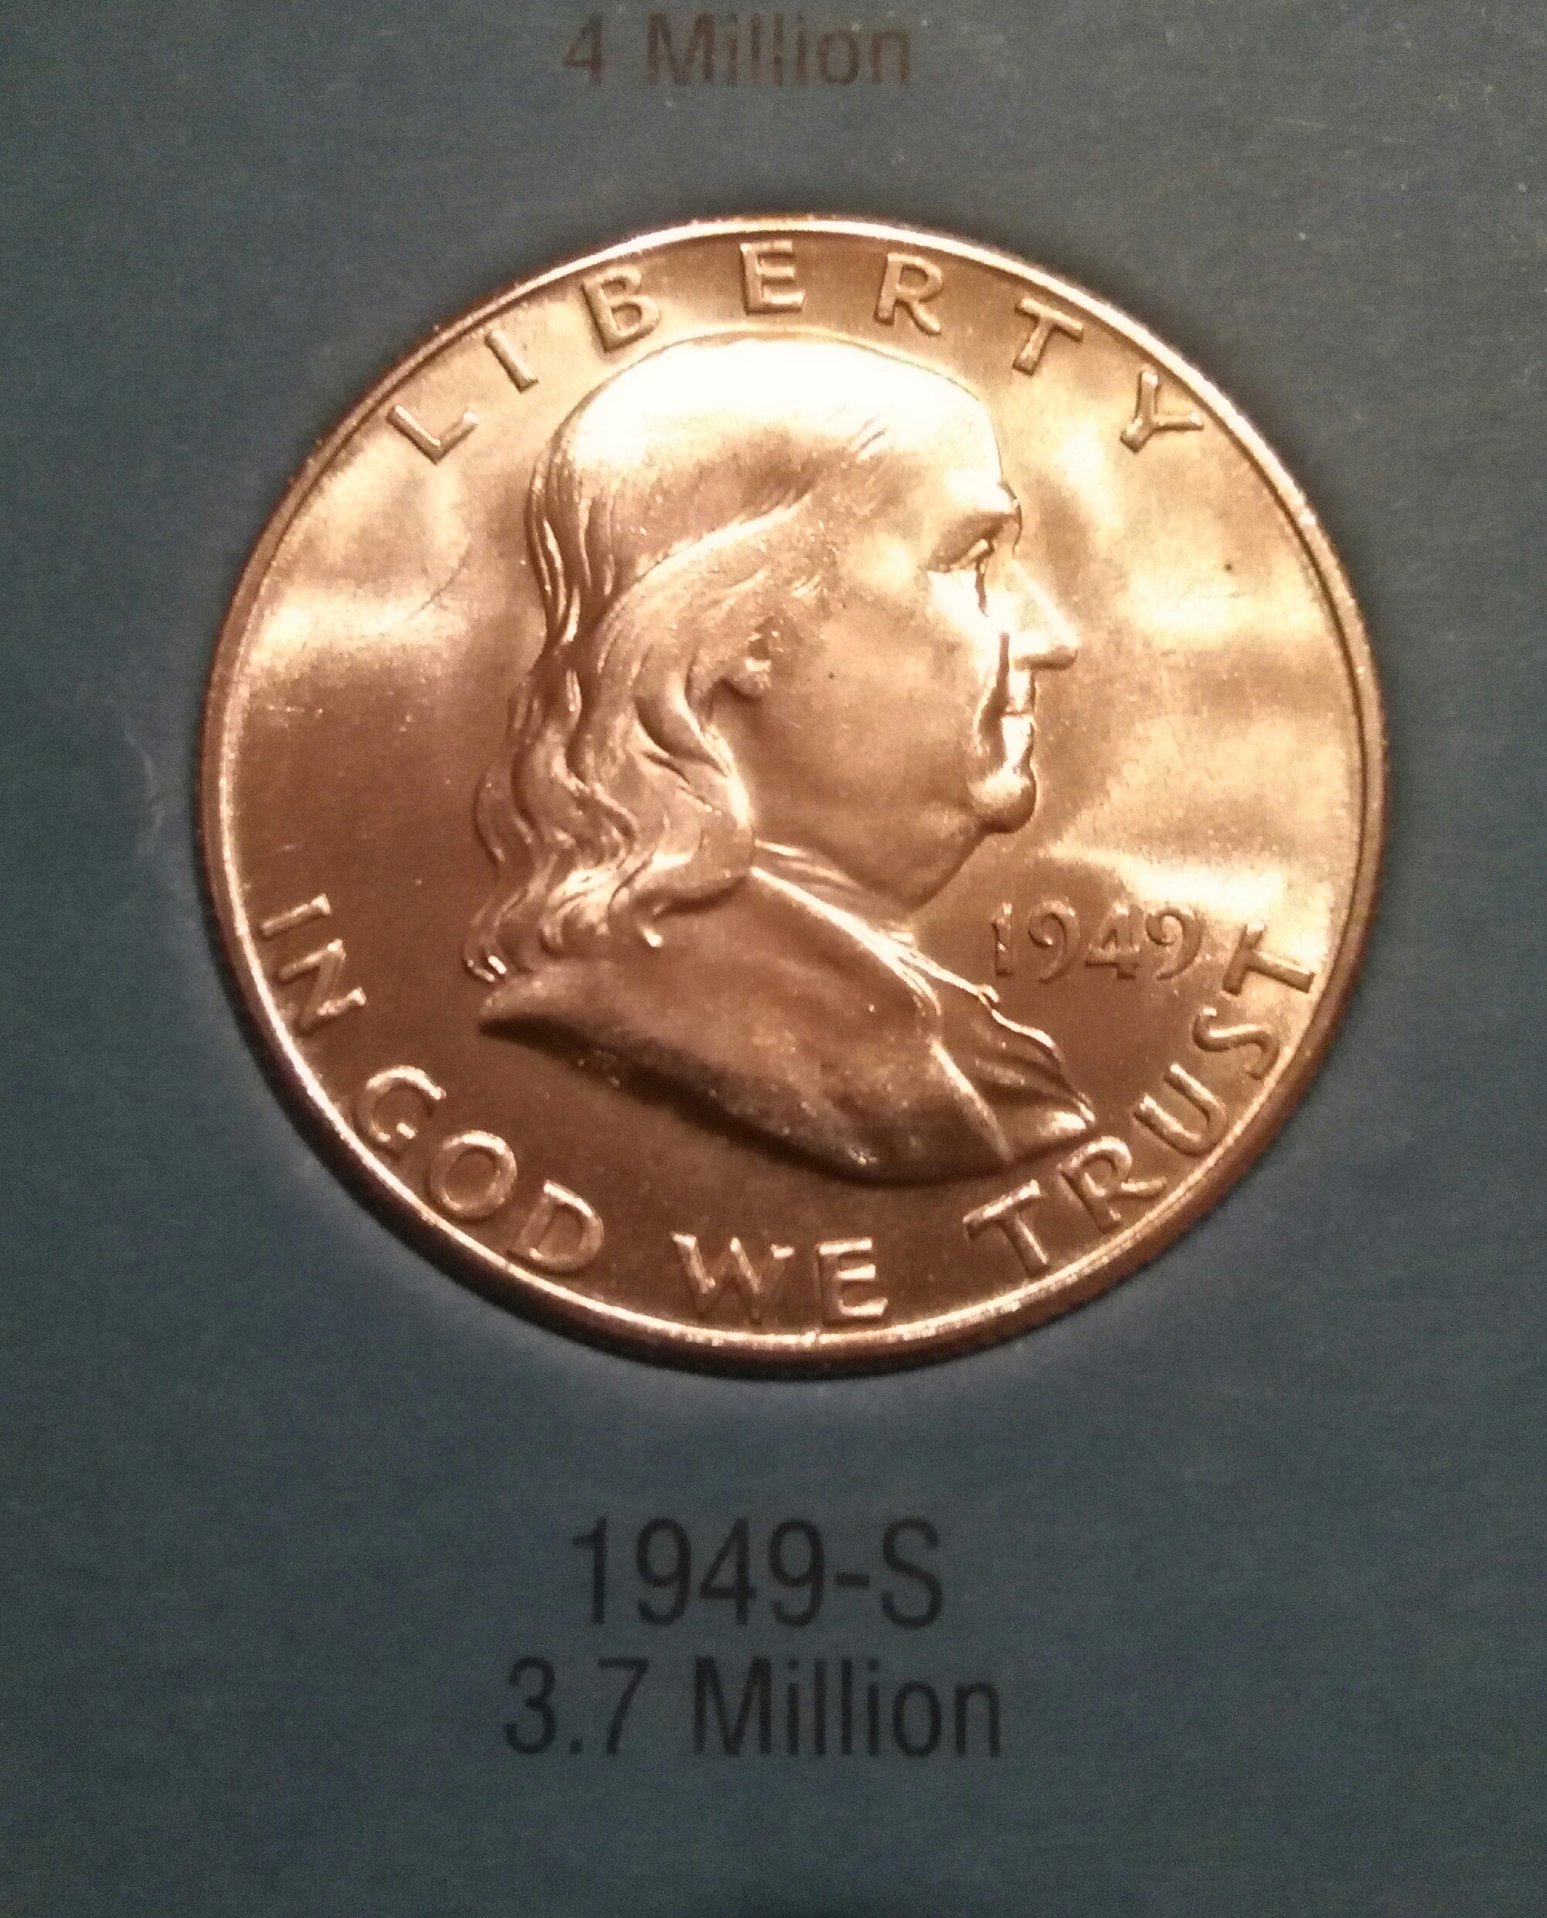 4 Million
LIBERTY
1949
IN GOD WE TRUST
1949-S
3.7 Million